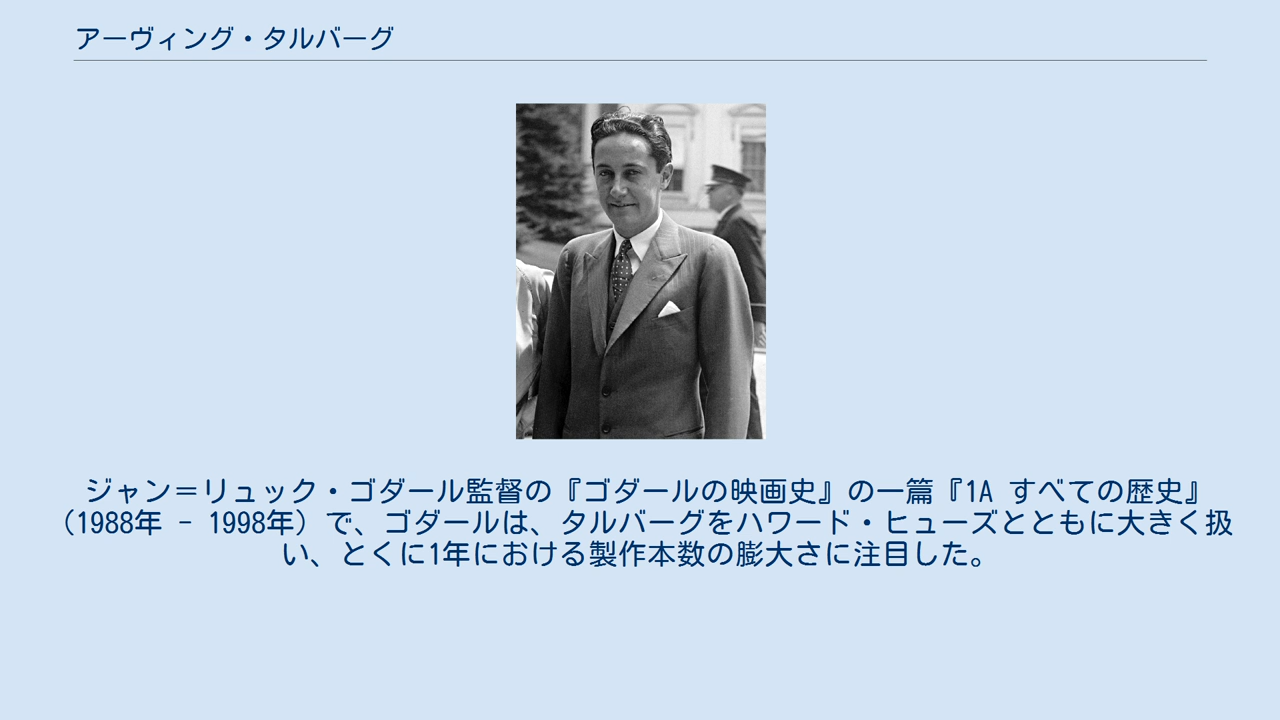 アーヴィング・タルバーグ
ジャン＝リュック・ゴダール監督の『ゴダールの映画史』の一篇『1A すべての歴史』
（1988年 - 1998年）で、ゴダールは、タルバーグをハワード・ヒューズとともに大きく扱
い、とくに1年における製作本数の膨大さに注目した。